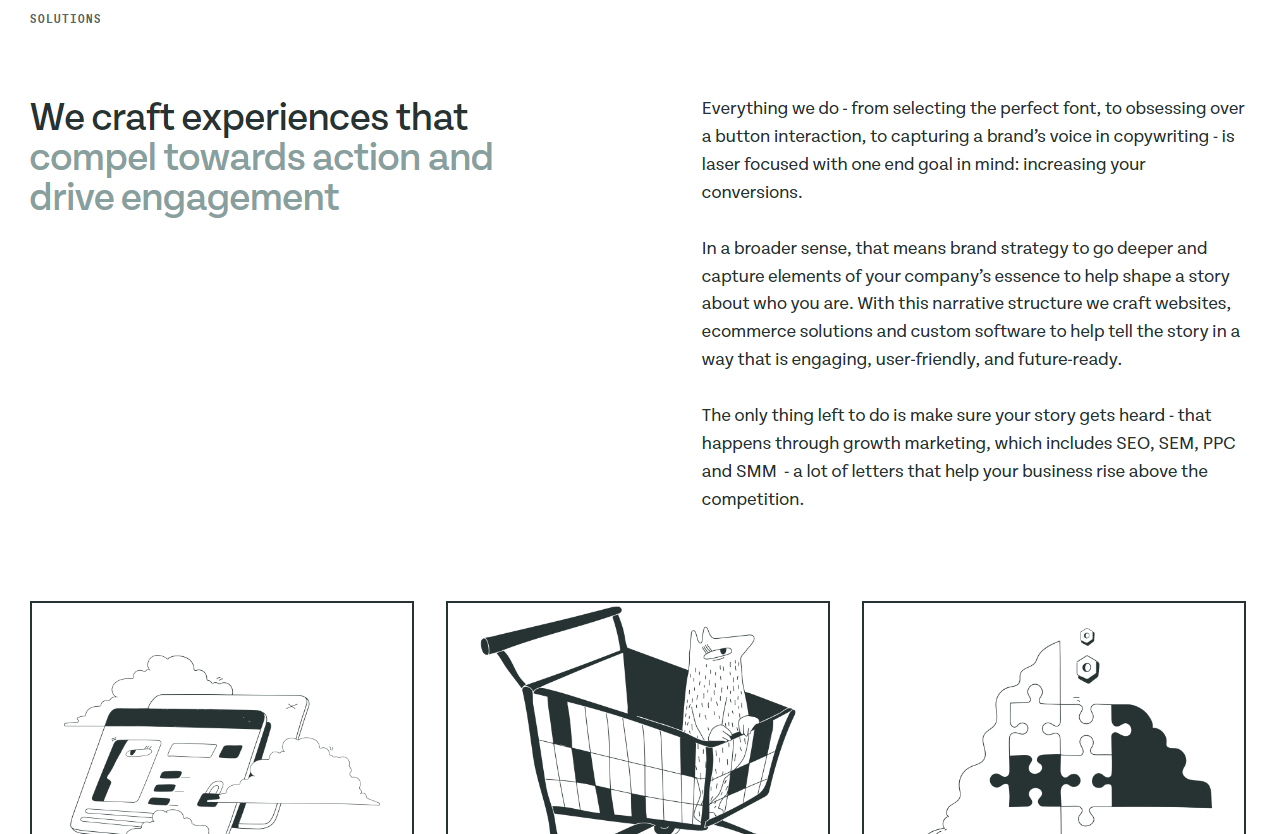 SOLUTIONS
We craft experiences that
compel towards action and
drive engagement
Everything we do - from selecting the perfect font, to obsessing over
a button interaction, to capturing a brand’s voice in copywriting - is
laser focused with one end goal in mind: increasing your
conversions.
In a broader sense, that means brand strategy to go deeper and
capture elements of your company’s essence to help shape a story
about who you are. With this narrative structure we craft websites,
ecommerce solutions and custom software to help tell the story in a
way that is engaging, user-friendly, and future-ready.
The only thing left to do is make sure your story gets heard - that
happens through growth marketing, which includes SEO, SEM, PPC
and SMM  - a lot of letters that help your business rise above the
competition.